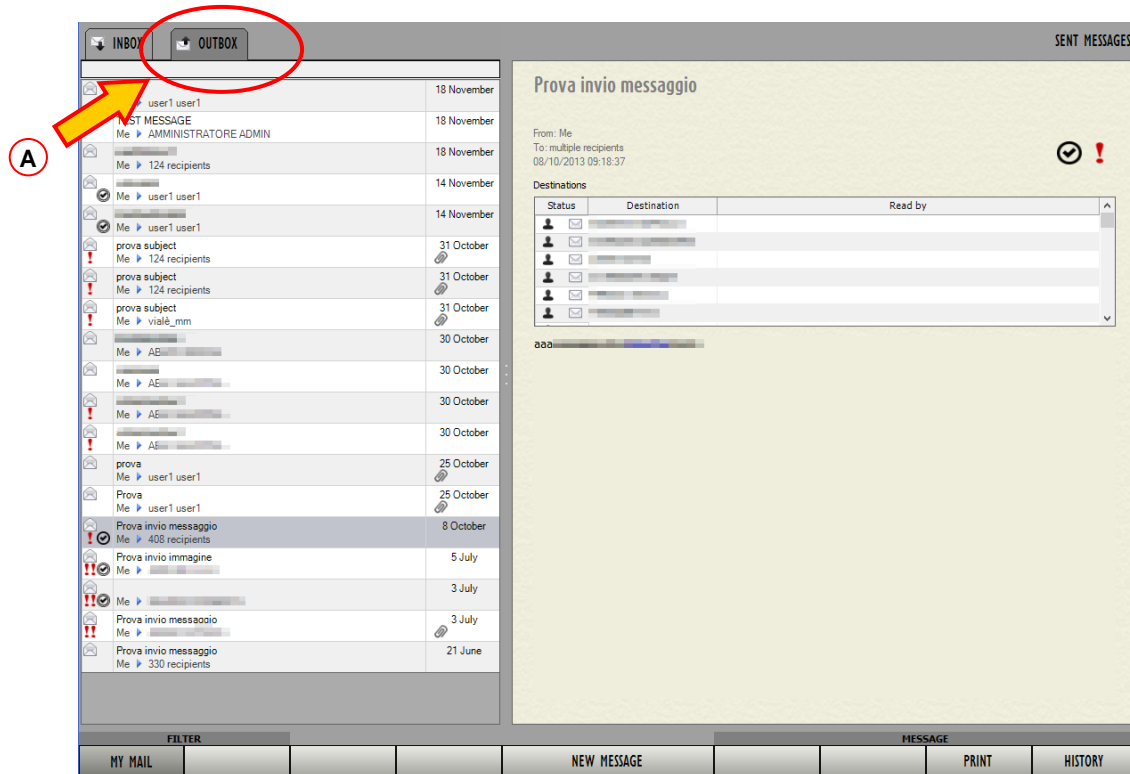 INBOX
OUTBOX
SENT MESSAGES
A
18 November
user1 user1
TEST MESSAGE
18 November
Me AMMINISTRATORE ADMIN
18 November
Me 124 recipients
14 November
Me user1 user1
14 November
Me user1 user1
prova subject
31 October
Me 124 recipients
prova subject
31 October
Me 124 recipients
prova subject
31 October
Me vialè_mm
30 October
Me AB
30 October
Me AB
30 October
Me AB
30 October
Me AB
prova
25 October
Me user1 user1
Prova
25 October
Me user1 user1
Prova invio messaggio
8 October
Me 408 recipients
Prova invio immagine
5 July
Me
3 July
Me
Prova invio messaggio
3 July
Me
Prova invio messaggio
21 June
Me 330 recipients
Prova invio messaggio
From: Me
To: multiple recipients
08/10/2013 09:18:37
Destinations
Status Destination Read by
aaa
FILTER
MESSAGE
MY MAIL NEW MESSAGE PRINT HISTORY